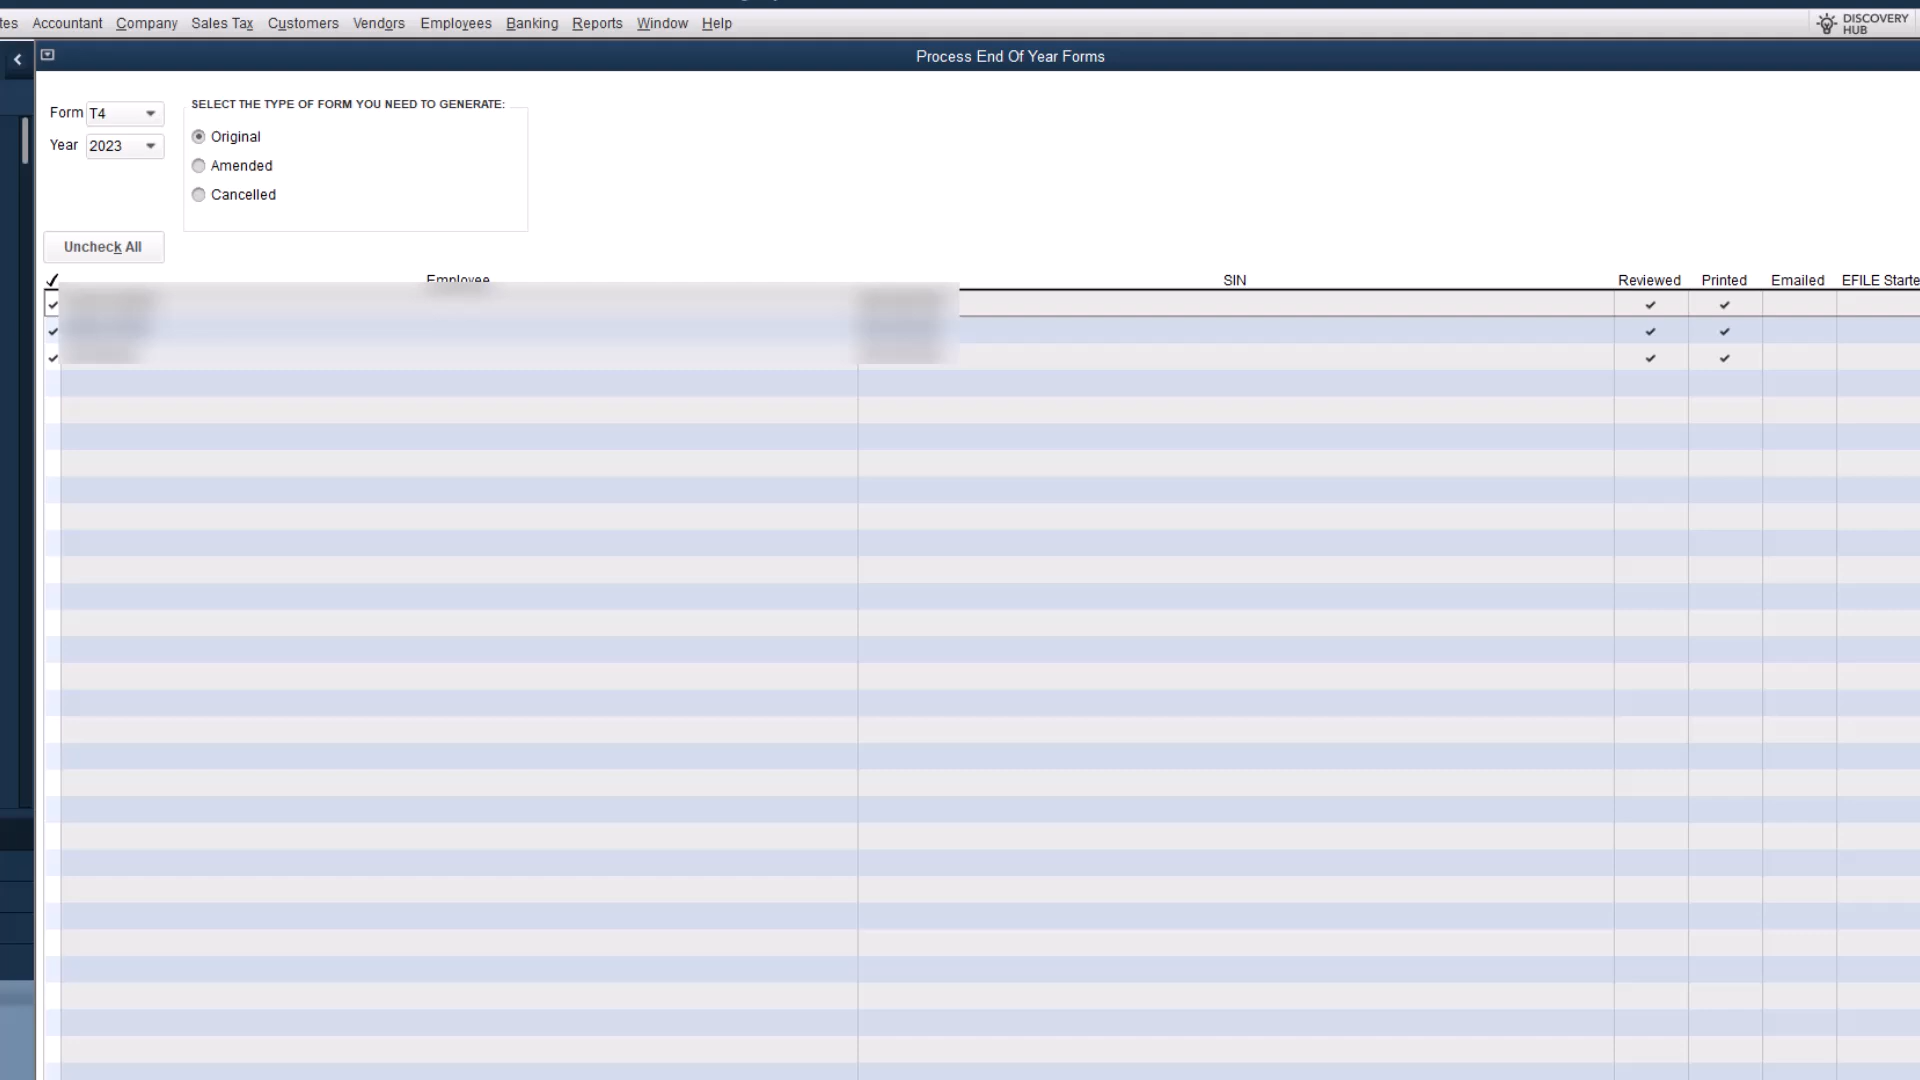 tes Accountant Company Sales Tax Customers Vendors Employees Banking Reports Window Help DISCOVERY HUB
Process End Of Year Forms
Form T4
Year 2023
SELECT THE TYPE OF FORM YOU NEED TO GENERATE:
Original
Amended
Cancelled
Uncheck All
Employee SIN Reviewed Printed Emailed EFILE Starte